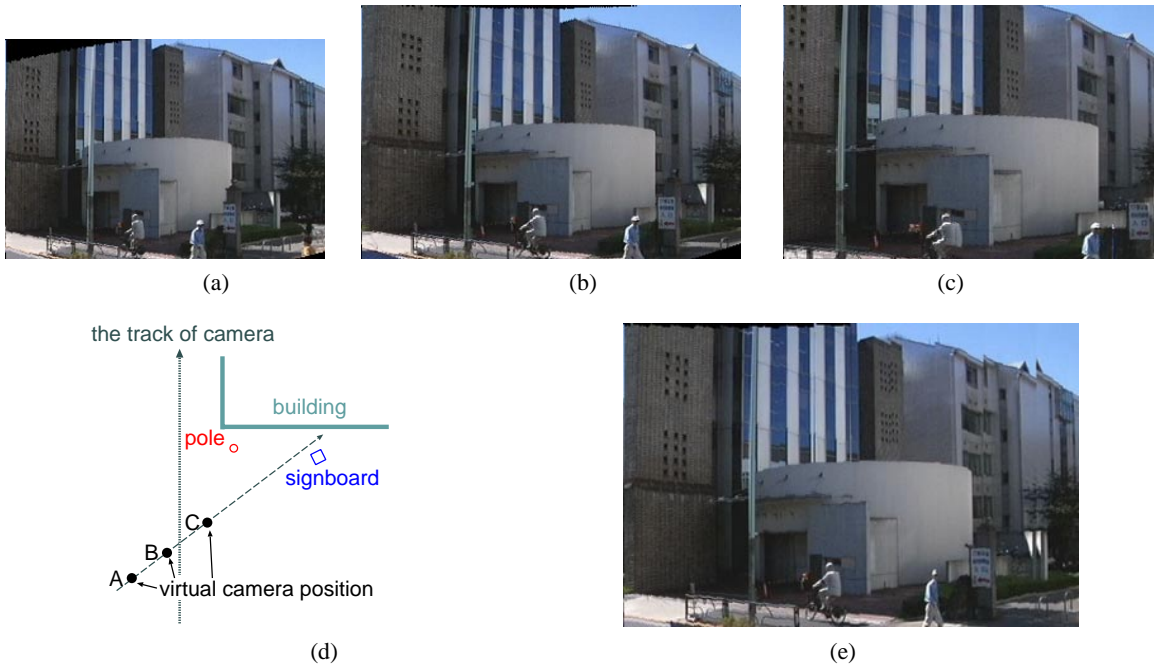 (a)
(b)
(c)
the track of camera
building
pole
signboard
C
B
A
virtual camera position
(d)
(e)